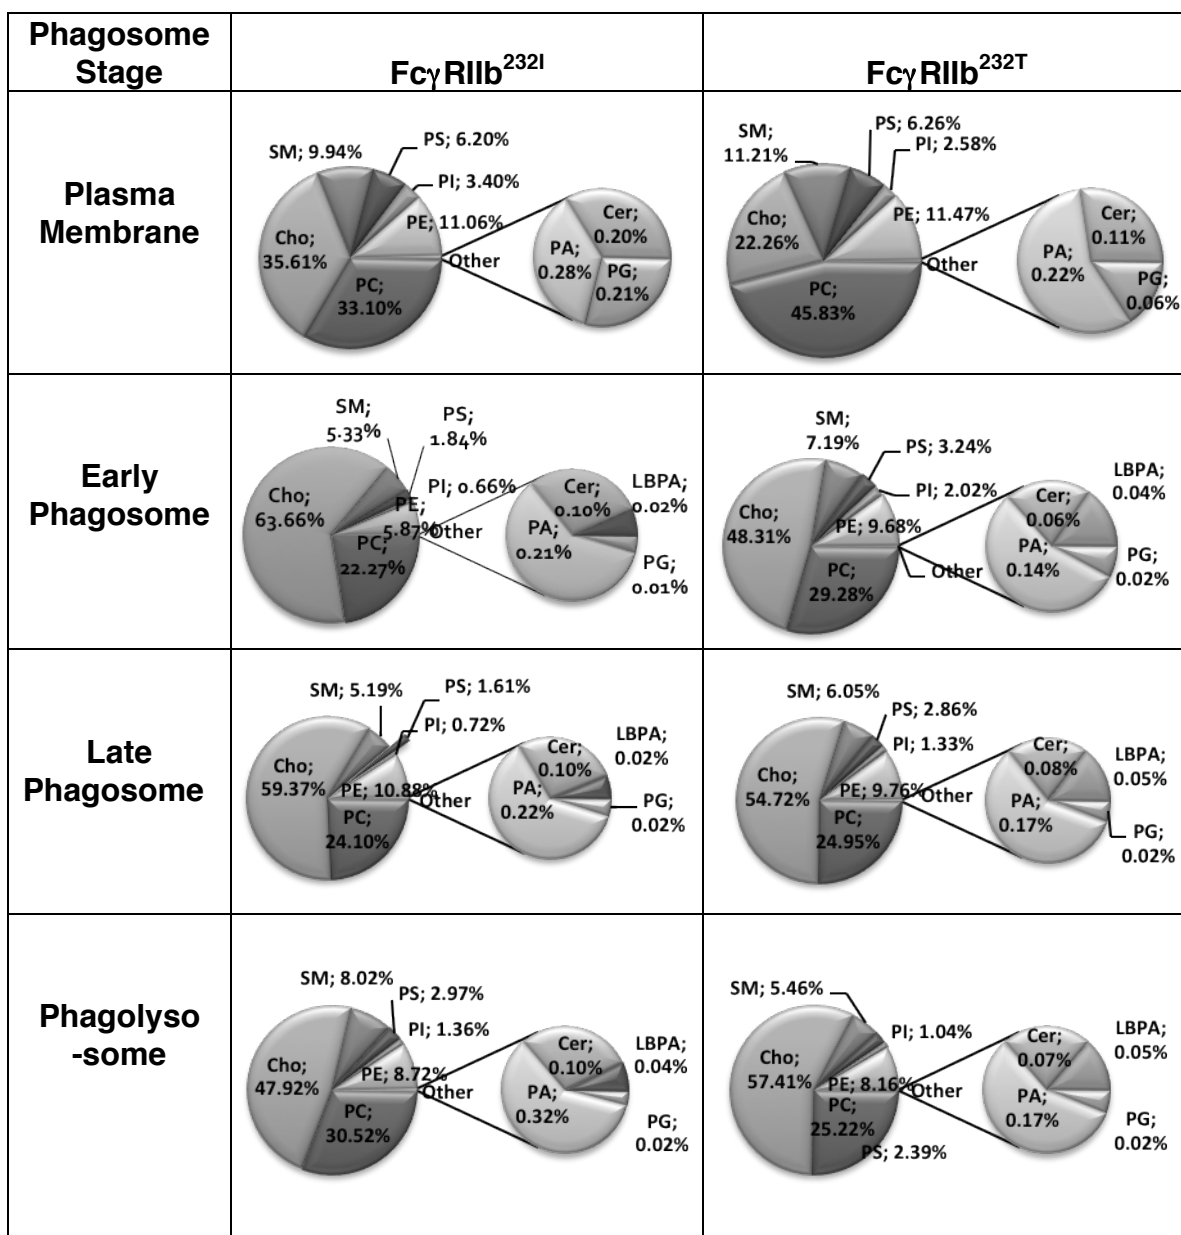 Phagosome
Stage
FcγRIIb232I
FcγRIIb232T
Plasma
Membrane
SM; 9.94%
PS; 6.20%
PI; 3.40%
PE; 11.06%
Cho;
35.61%
PC;
33.10%
Other
Cer;
0.20%
PA;
0.28%
PG;
0.21%
SM;
11.21%
PS; 6.26%
PI; 2.58%
PE; 11.47%
Cho;
22.26%
PC;
45.83%
Other
Cer;
0.11%
PA;
0.22%
PG;
0.06%
Early
Phagosome
SM;
5.33%
PS;
1.84%
PI; 0.66%
PE;
5.87%
Cho;
63.66%
PC;
22.27%
Other
Cer;
0.10%
LBPA;
0.02%
PA;
0.21%
PG;
0.01%
SM;
7.19%
PS; 3.24%
PI; 2.02%
PE; 9.68%
Cho;
48.31%
PC;
29.28%
Other
Cer;
0.06%
LBPA;
0.04%
PA;
0.14%
PG;
0.02%
Late
Phagosome
SM; 5.19%
PS; 1.61%
PI; 0.72%
PE; 10.88%
Cho;
59.37%
PC;
24.10%
Other
Cer;
0.10%
LBPA;
0.02%
PA;
0.22%
PG;
0.02%
SM; 6.05%
PS; 2.86%
PI; 1.33%
PE; 9.76%
Cho;
54.72%
PC;
24.95%
Other
Cer;
0.08%
LBPA;
0.05%
PA;
0.17%
PG;
0.02%
Phagolyso
-some
SM; 8.02%
PS; 2.97%
PI; 1.36%
PE; 8.72%
Cho;
47.92%
PC;
30.52%
Other
Cer;
0.10%
LBPA;
0.04%
PA;
0.32%
PG;
0.02%
SM; 5.46%
PI; 1.04%
PE; 8.16%
Cho;
57.41%
PC;
25.22%
PS; 2.39%
Other
Cer;
0.07%
LBPA;
0.05%
PA;
0.17%
PG;
0.02%